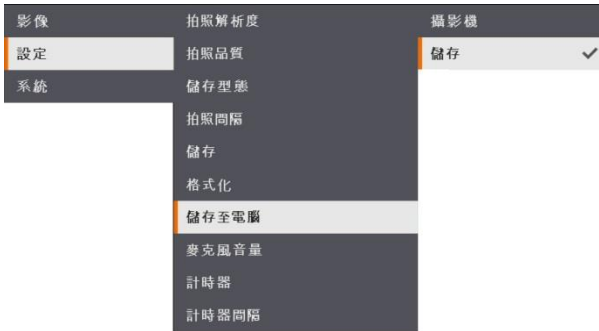 影像
設定
系統
拍照解析度
拍照品質
儲存型態
拍照間隔
儲存
格式化
儲存至電腦
麥克風音量
計時器
計時器間隔
攝影機
儲存